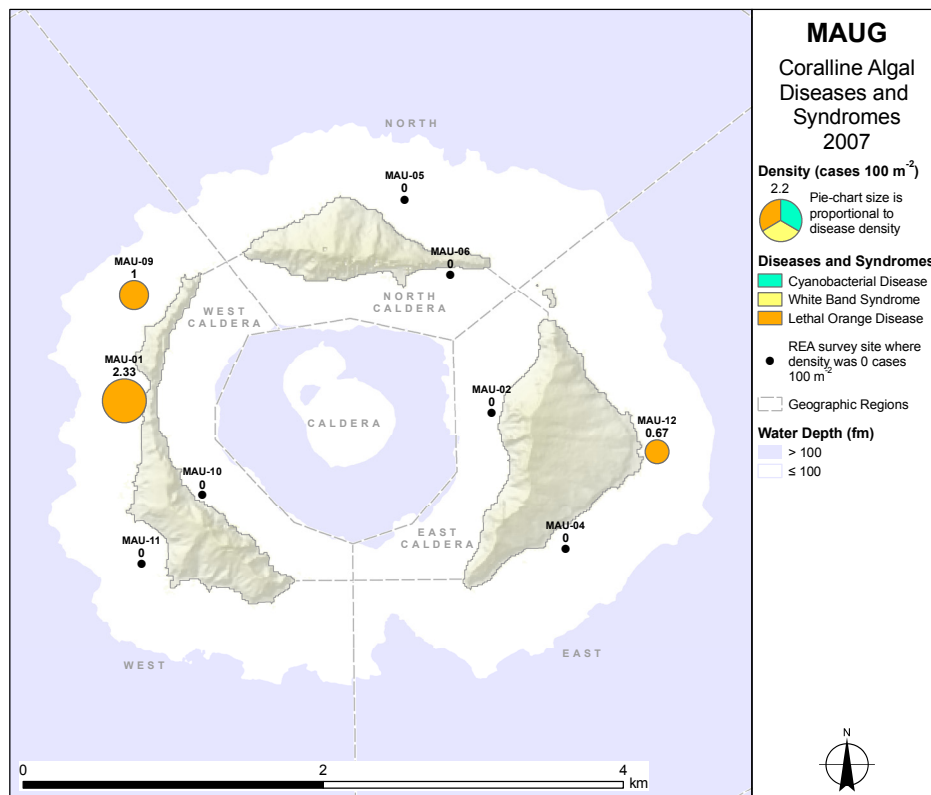 MAUG
Coralline Algal
Diseases and
Syndromes
2007
Density (cases 100 m-2)
2.2
Pie-chart size is
proportional to
disease density
Diseases and Syndromes
Cyanobacterial Disease
White Band Syndrome
Lethal Orange Disease
REA survey site where
density was 0 cases
100 m-2
Geographic Regions
Water Depth (fm)
> 100
≤ 100
N
NORTH
MAU-05
0
MAU-06
0
MAU-09
1
NORTH
CALDERA
WEST
CALDERA
MAU-01
2.33
MAU-02
0
CALDERA
MAU-12
0.67
MAU-10
0
MAU-11
0
MAU-04
0
EAST
CALDERA
WEST
EAST
0
2
4
km